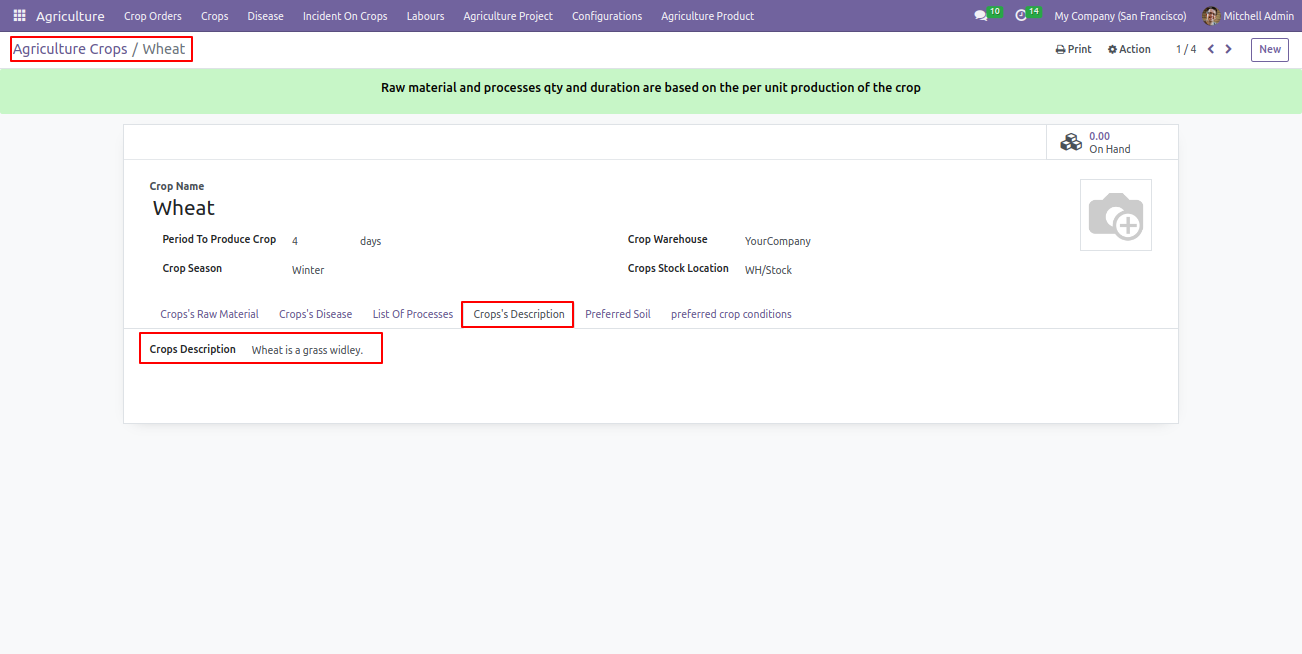 Agriculture Crop Orders Crops Disease Incident On Crops Labours Agriculture Project Configurations Agriculture Product 10 14 My Company (San Francisco) Mitchell Admin
Agriculture Crops / Wheat Print Action 1 / 4 New
Raw material and processes qty and duration are based on the per unit production of the crop
0.00
On Hand
Crop Name
Wheat
Period To Produce Crop 4 days Crop Warehouse YourCompany
Crop Season Winter Crops Stock Location WH/Stock
Crops's Raw Material Crops's Disease List Of Processes Crops's Description Preferred Soil preferred crop conditions
Crops Description Wheat is a grass widley.